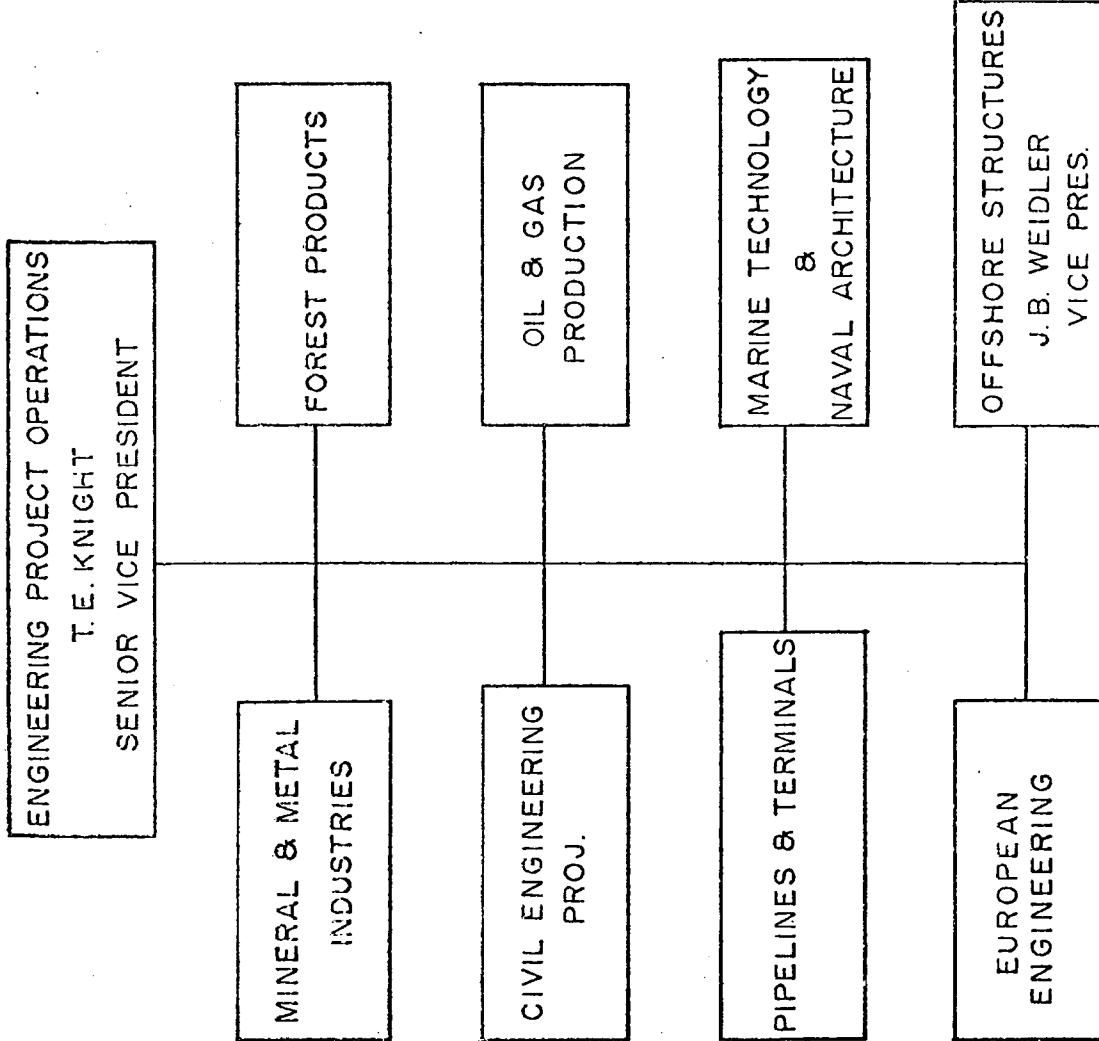 ENGINEERING PROJECT OPERATIONS
T. E. KNIGHT
SENIOR VICE PRESIDENT
MINERAL & METAL
INDUSTRIES
FOREST PRODUCTS
CIVIL ENGINEERING
PROJ.
OIL & GAS
PRODUCTION
PIPELINES & TERMINALS
MARINE TECHNOLOGY
&
NAVAL ARCHITECTURE
EUROPEAN
ENGINEERING
OFFSHORE STRUCTURES
J. B. WEIDLER
VICE PRES.